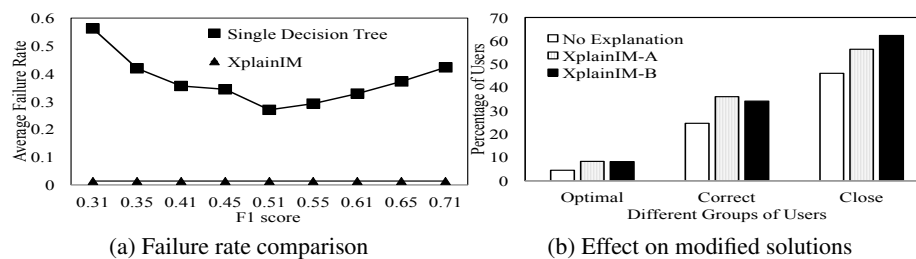 0.6
0.5
0.4
0.3
0.2
0.1
0
Average Failure Rate
Single Decision Tree
XplainIM
0.31 0.35 0.41 0.45 0.51 0.55 0.61 0.65 0.71
F1 score
(a) Failure rate comparison
70
60
50
40
30
20
10
0
Percentage of Users
No Explanation
XplainIM-A
XplainIM-B
Optimal Correct Close
Different Groups of Users
(b) Effect on modified solutions